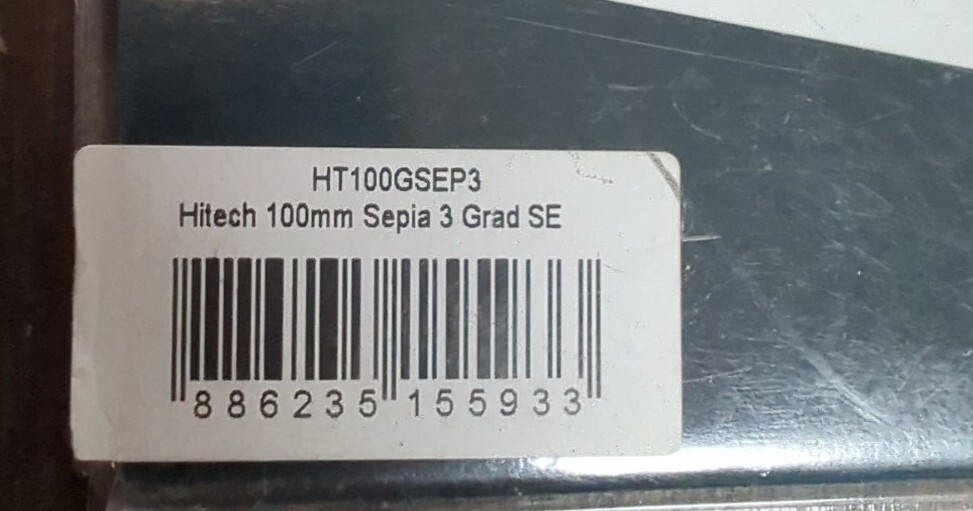 HT100GSEP3
Hitech 100mm Sepia 3 Grad SE
886235 155933